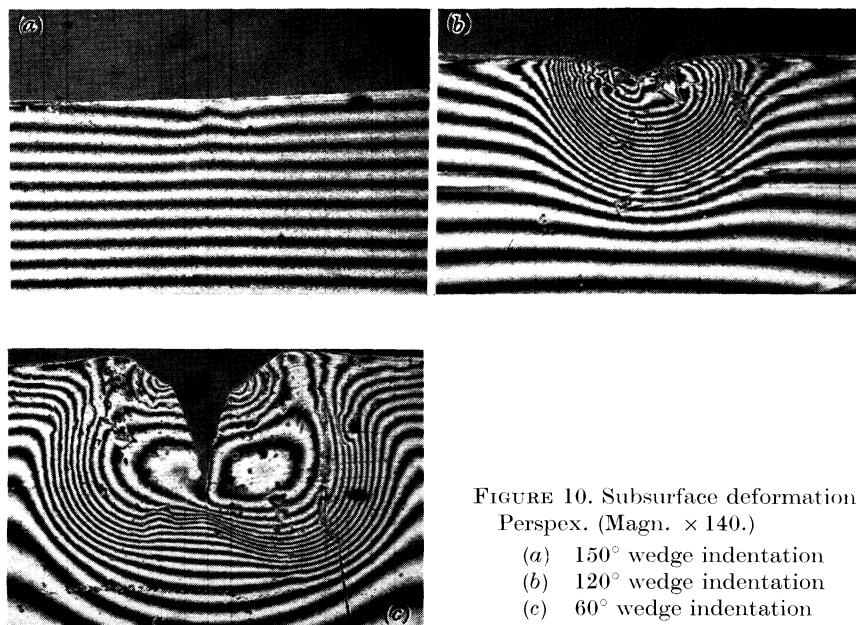 (a)
(b)
(c)
FIGURE 10. Subsurface deformation
Perspex. (Magn. ×140.)
(a) 150° wedge indentation
(b) 120° wedge indentation
(c) 60° wedge indentation